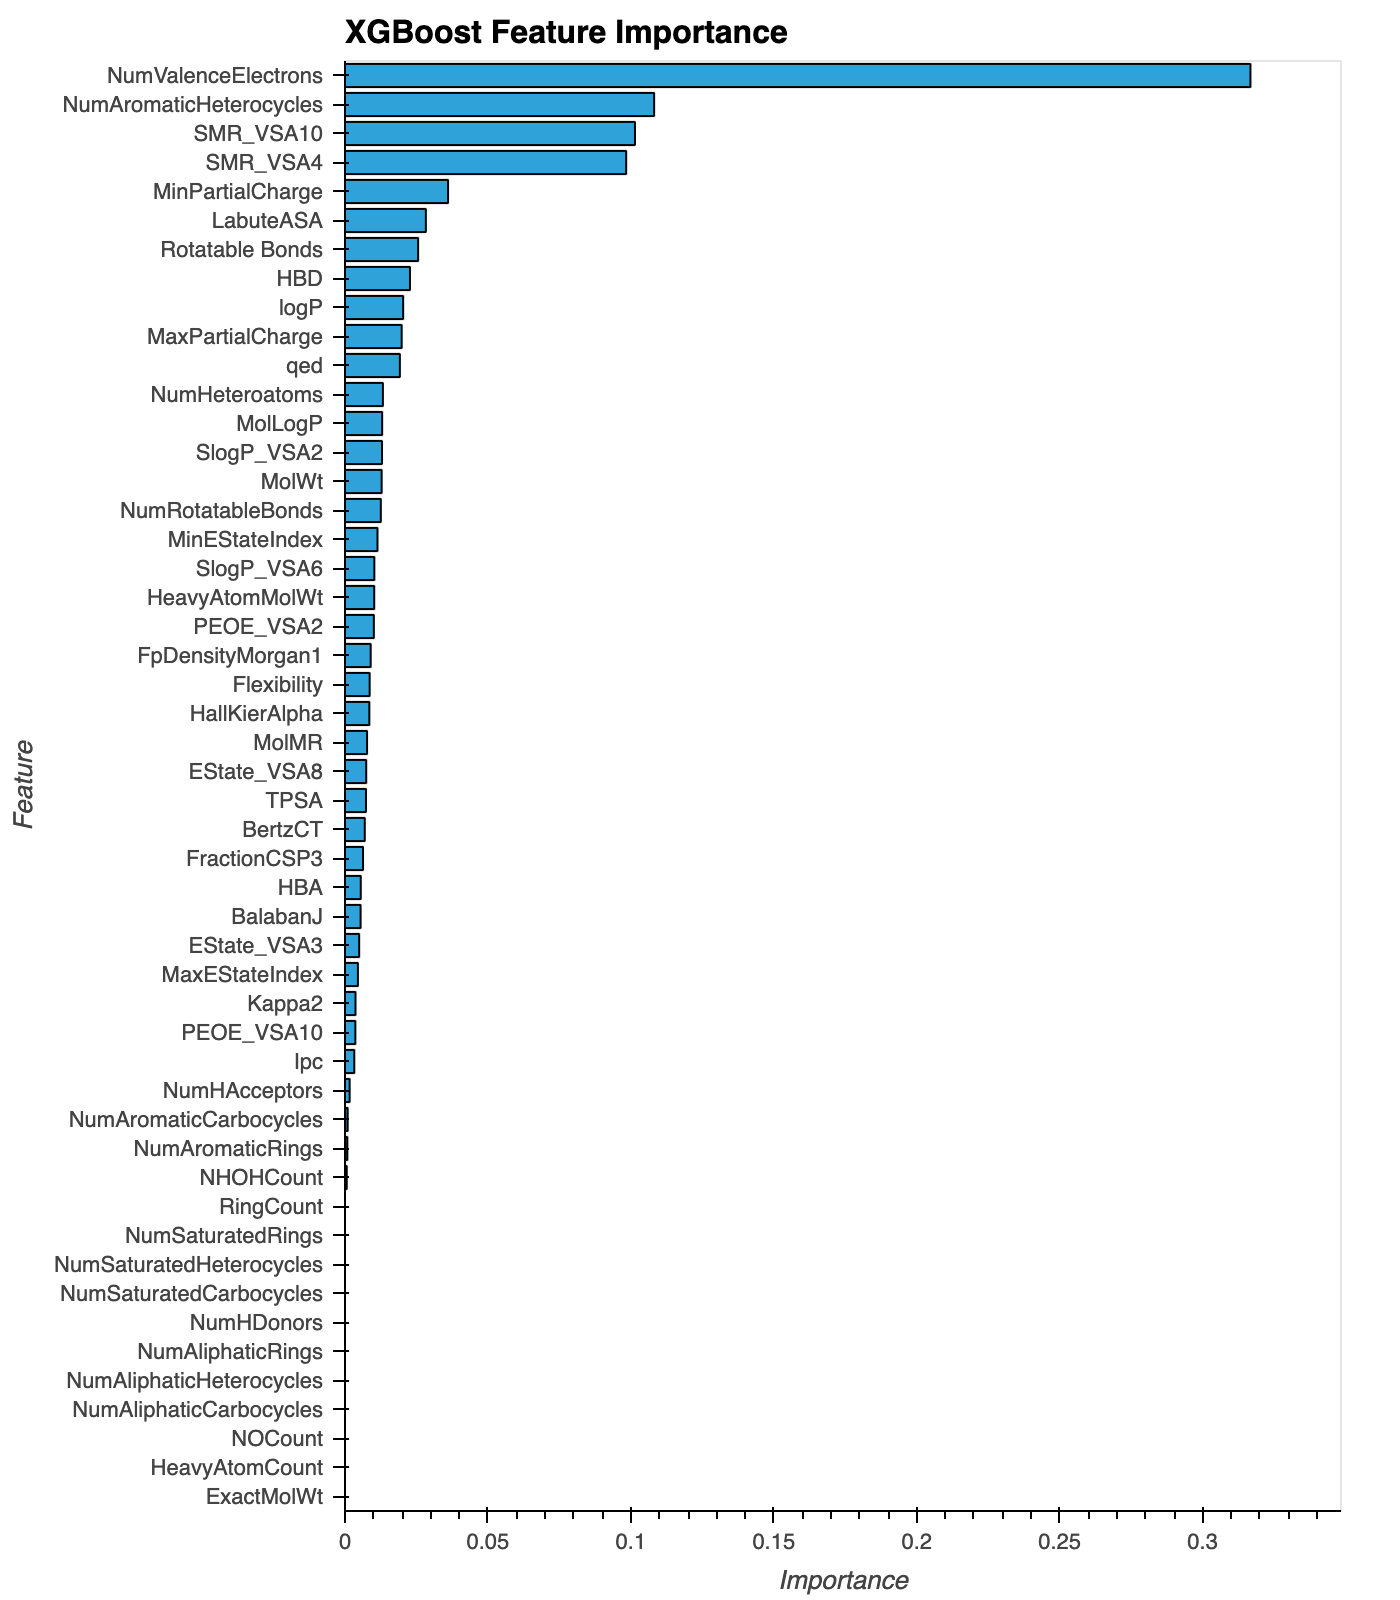 XGBoost Feature Importance
NumValenceElectrons
NumAromaticHeterocycles
SMR_VSA10
SMR_VSA4
MinPartialCharge
LabuteASA
Rotatable Bonds
HBD
logP
MaxPartialCharge
qed
NumHeteroatoms
MolLogP
SlogP_VSA2
MolWt
NumRotatableBonds
MinEStateIndex
SlogP_VSA6
HeavyAtomMolWt
PEOE_VSA2
FpDensityMorgan1
Flexibility
HallKierAlpha
MolMR
EState_VSA8
TPSA
BertzCT
FractionCSP3
HBA
BalabanJ
EState_VSA3
MaxEStateIndex
Kappa2
PEOE_VSA10
Ipc
NumHAcceptors
NumAromaticCarbocycles
NumAromaticRings
NHOHCount
RingCount
NumSaturatedRings
NumSaturatedHeterocycles
NumSaturatedCarbocycles
NumHDonors
NumAliphaticRings
NumAliphaticHeterocycles
NumAliphaticCarbocycles
NOCount
HeavyAtomCount
ExactMolWt
Feature
0 0.05 0.1 0.15 0.2 0.25 0.3
Importance